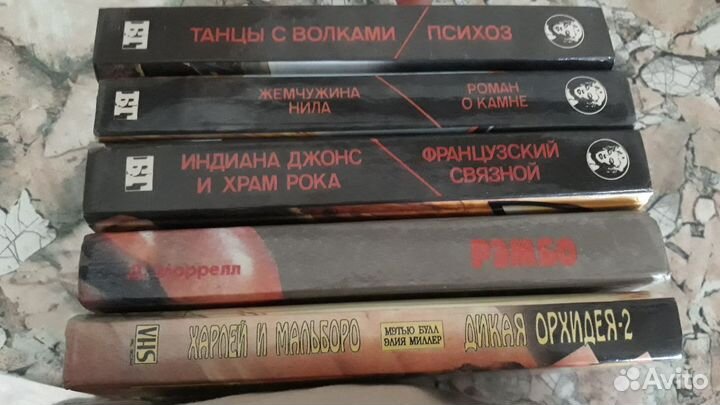 ТАНЦЫ С ВОЛКАМИ / ПСИХОЗ
ЖЕМЧУЖИНА
НИЛА
РОМАН
О КАМНЕ
ИНДИАНА ДЖОНС
И ХРАМ РОКА
ФРАНЦУЗСКИЙ
СВЯЗНОЙ
Д. Моррелл
РЭМБО
VHS
ХАРЛЕЙ И МАЛЬБОРО
МЭТЬЮ БУЛЛ
ЭЛИЯ МИЛЛЕР
ДИКАЯ ОРХИДЕЯ-2
Avito